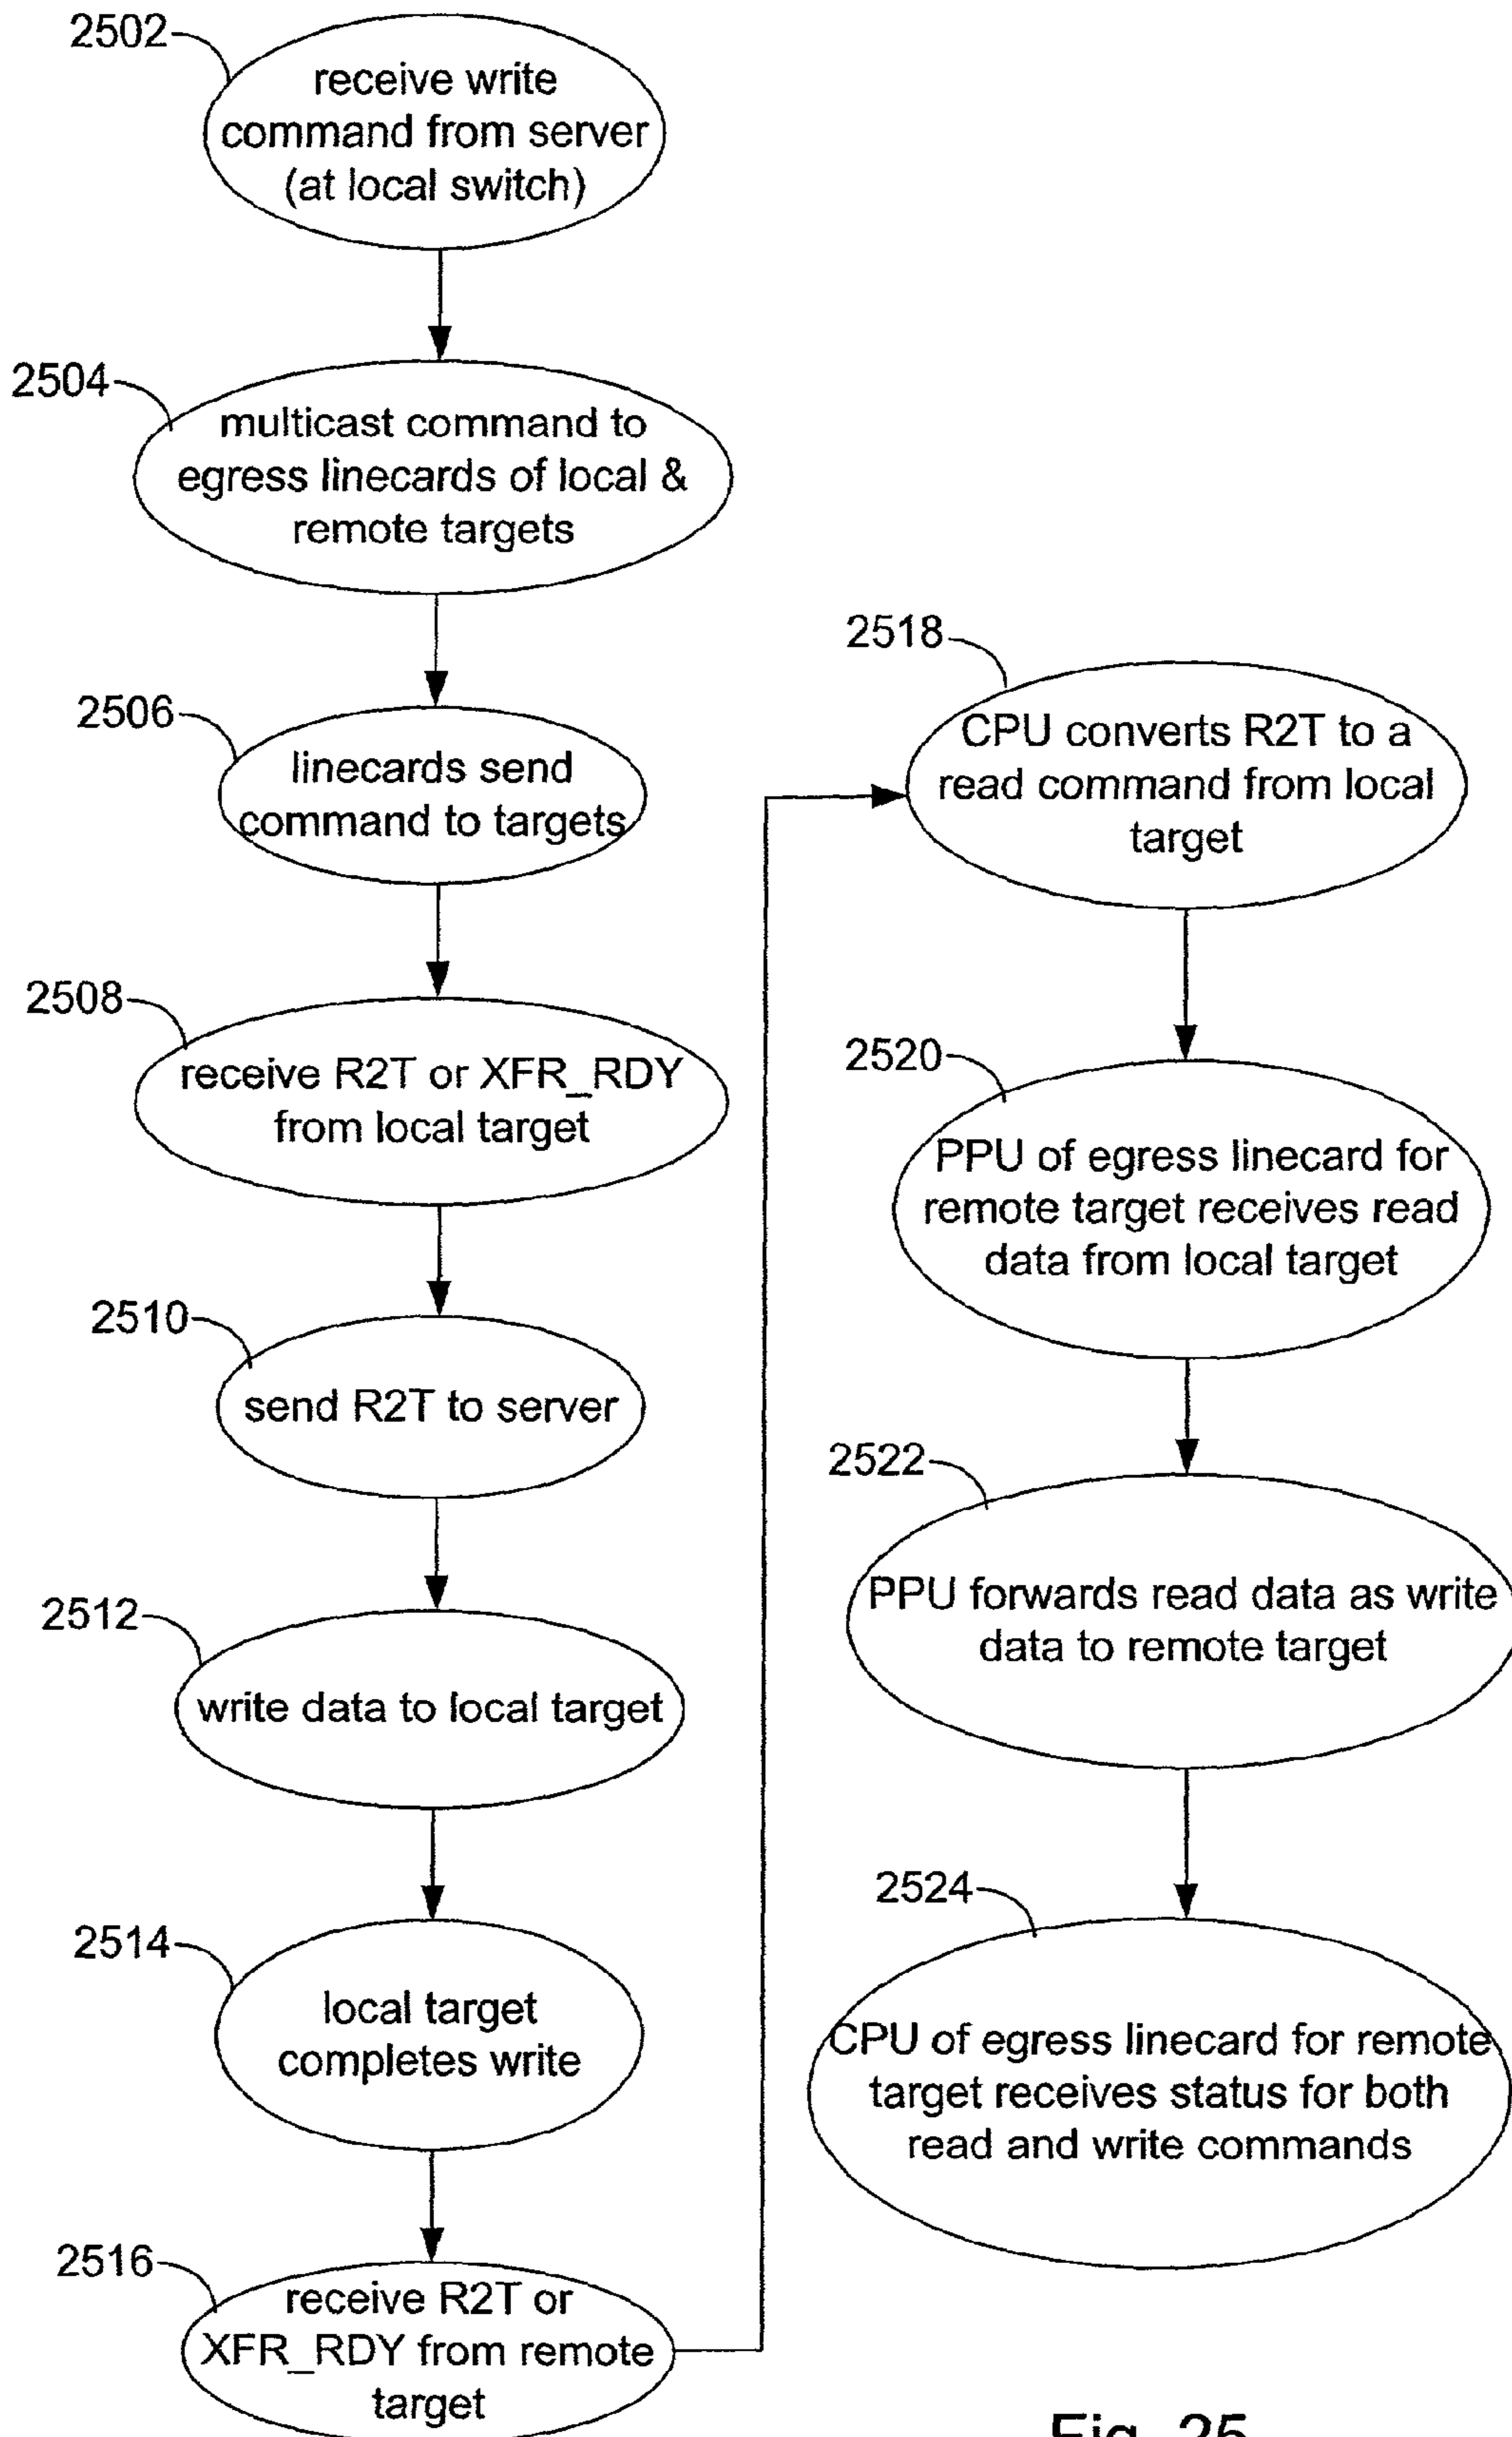 2502
receive write
command from server
(at local switch)
2504
multicast command to
egress linecards of local &
remote targets
2506
linecards send
command to targets
2508
receive R2T or XFR_RDY
from local target
2510
send R2T to server
2512
write data to local target
2514
local target
completes write
2516
receive R2T or
XFR_RDY from remote
target
2518
CPU converts R2T to a
read command from local
target
2520
PPU of egress linecard for
remote target receives read
data from local target
2522
PPU forwards read data as write
data to remote target
2524
CPU of egress linecard for remote
target receives status for both
read and write commands
Fig. 25